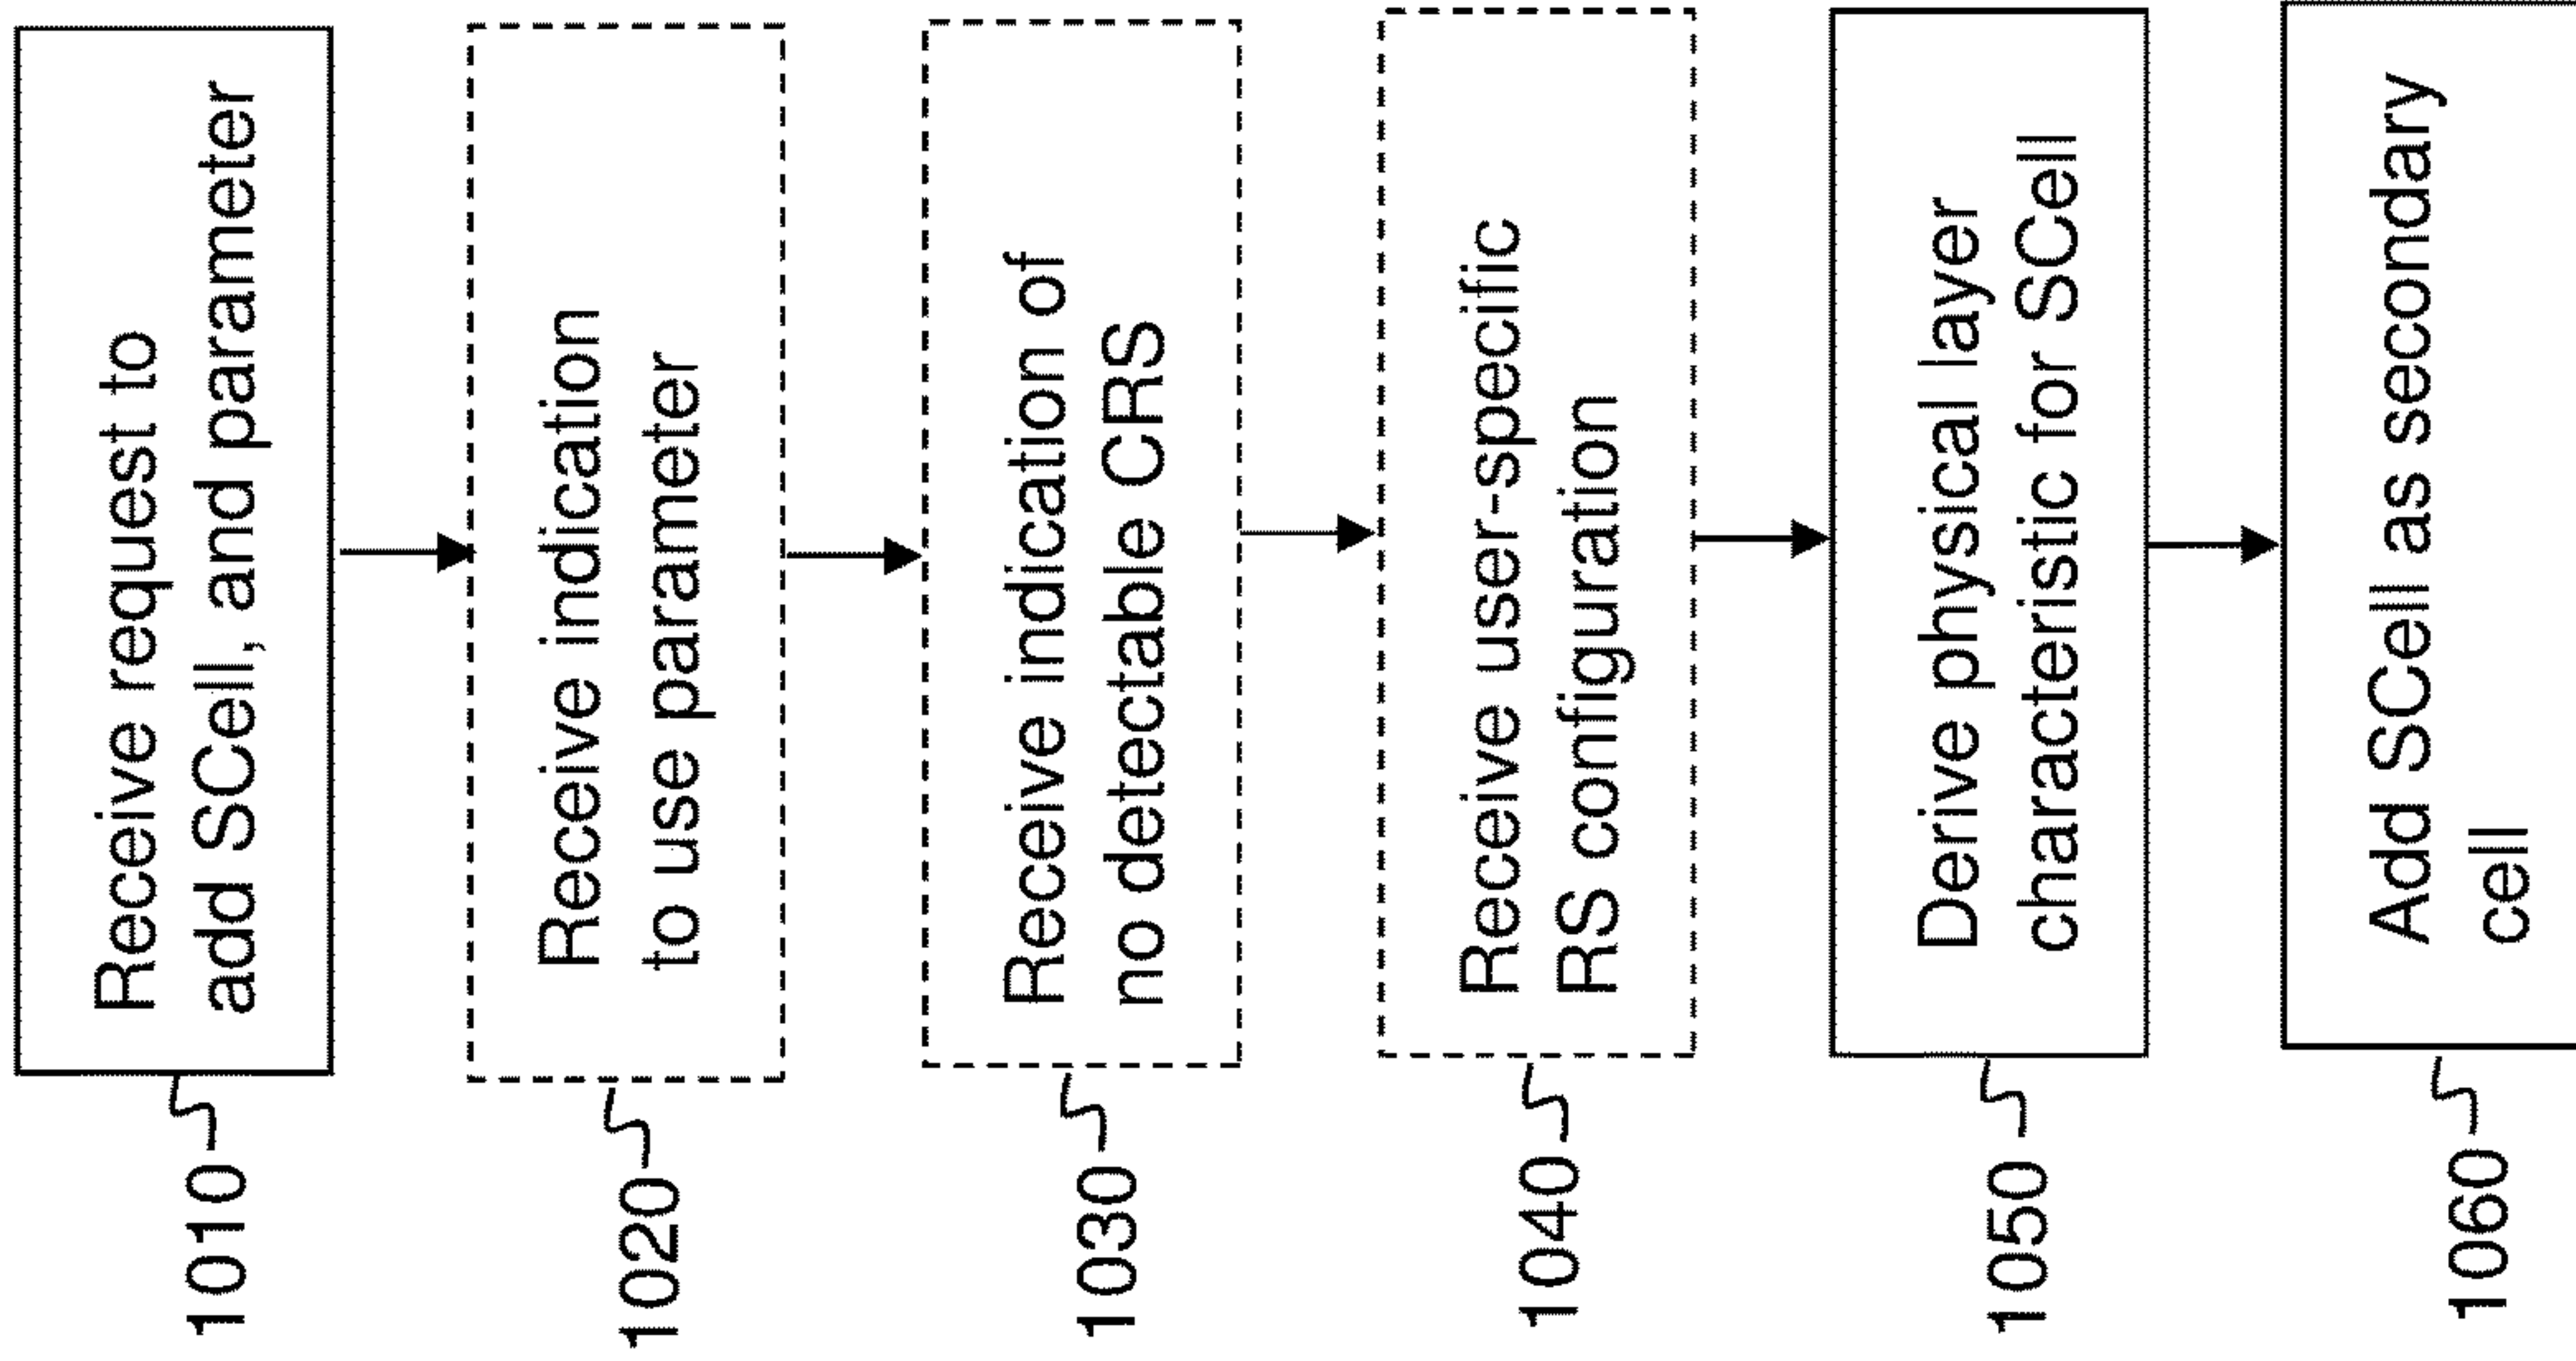 1010
Receive request to
add SCell, and parameter
1020
Receive indication
to use parameter
1030
Receive indication of
no detectable CRS
1040
Receive user-specific
RS configuration
1050
Derive physical layer
characteristic for SCell
1060
Add SCell as secondary
cell